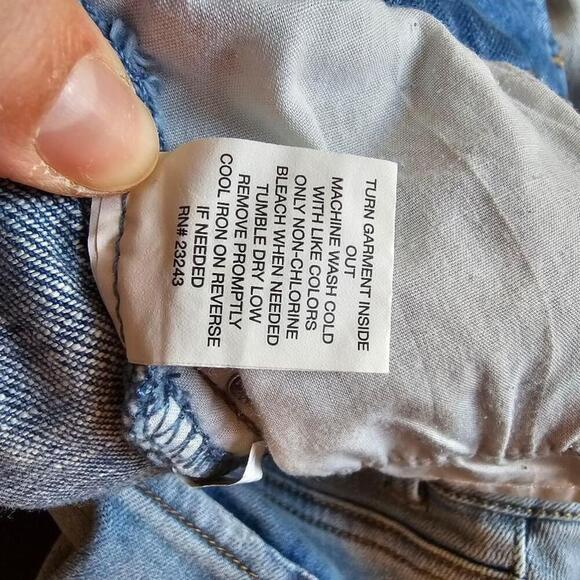 TURN GARMENT INSIDE
OUT
MACHINE WASH COLD
WITH LIKE COLORS
ONLY NON-CHLORINE
BLEACH WHEN NEEDED
TUMBLE DRY LOW
REMOVE PROMPTLY
COOL IRON ON REVERSE
IF NEEDED
RN# 23243